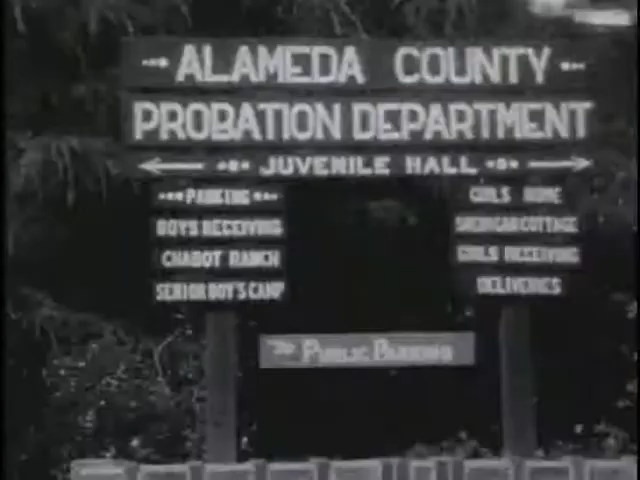 ALAMEDA COUNTY
PROBATION DEPARTMENT
JUVENILE HALL
PARKING
BOYS RECEIVING
CHABOT RANCH
SENIOR BOY'S CAMP
GIRLS HOME
COTTAGE
GIRLS RECEIVING
DELIVERIES
PUBLIC PARKING